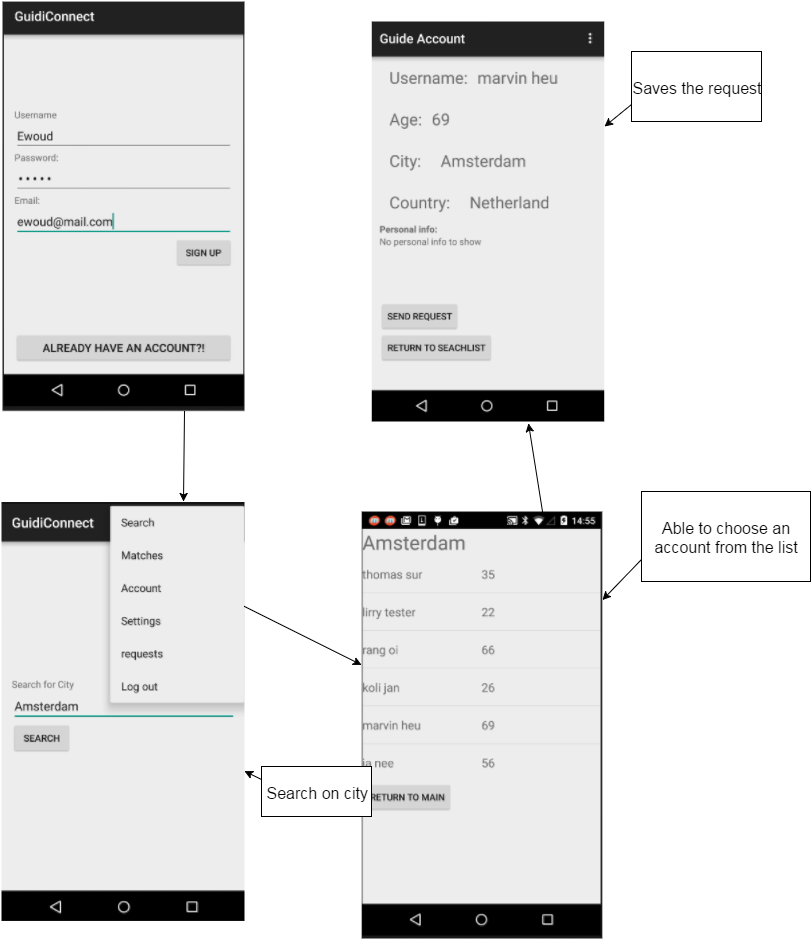 GuidiConnect
Username
Ewoud
Password:
•••••
Email:
ewoud@mail.com
SIGN UP
ALREADY HAVE AN ACCOUNT?!
Guide Account
Username: marvin heu
Age: 69
City: Amsterdam
Country: Netherland
Personal info:
No personal info to show
SEND REQUEST
RETURN TO SEACHLIST
Saves the request
GuidiConnect
Search
Matches
Account
Settings
requests
Log out
Search for City
Amsterdam
SEARCH
Search on city
14:55
Amsterdam
thomas sur 35
lirry tester 22
rang oi 66
koli jan 26
marvin heu 69
ja nee 56
RETURN TO MAIN
Able to choose an
account from the list